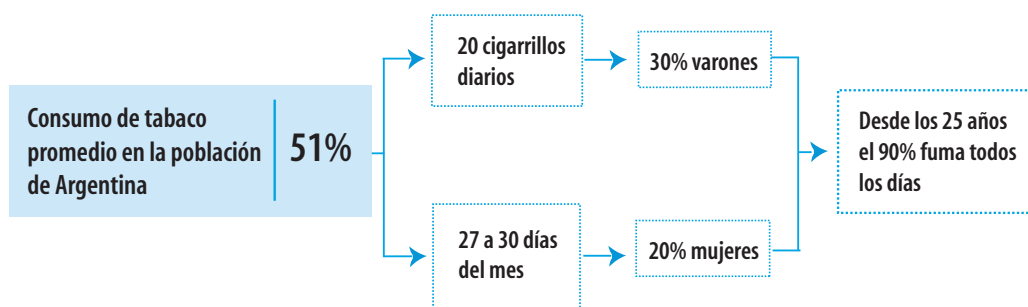 Consumo de tabaco
promedio en la población
de Argentina
51%
20 cigarrillos
diarios
30% varones
27 a 30 días
del mes
20% mujeres
Desde los 25 años
el 90% fuma todos
los días